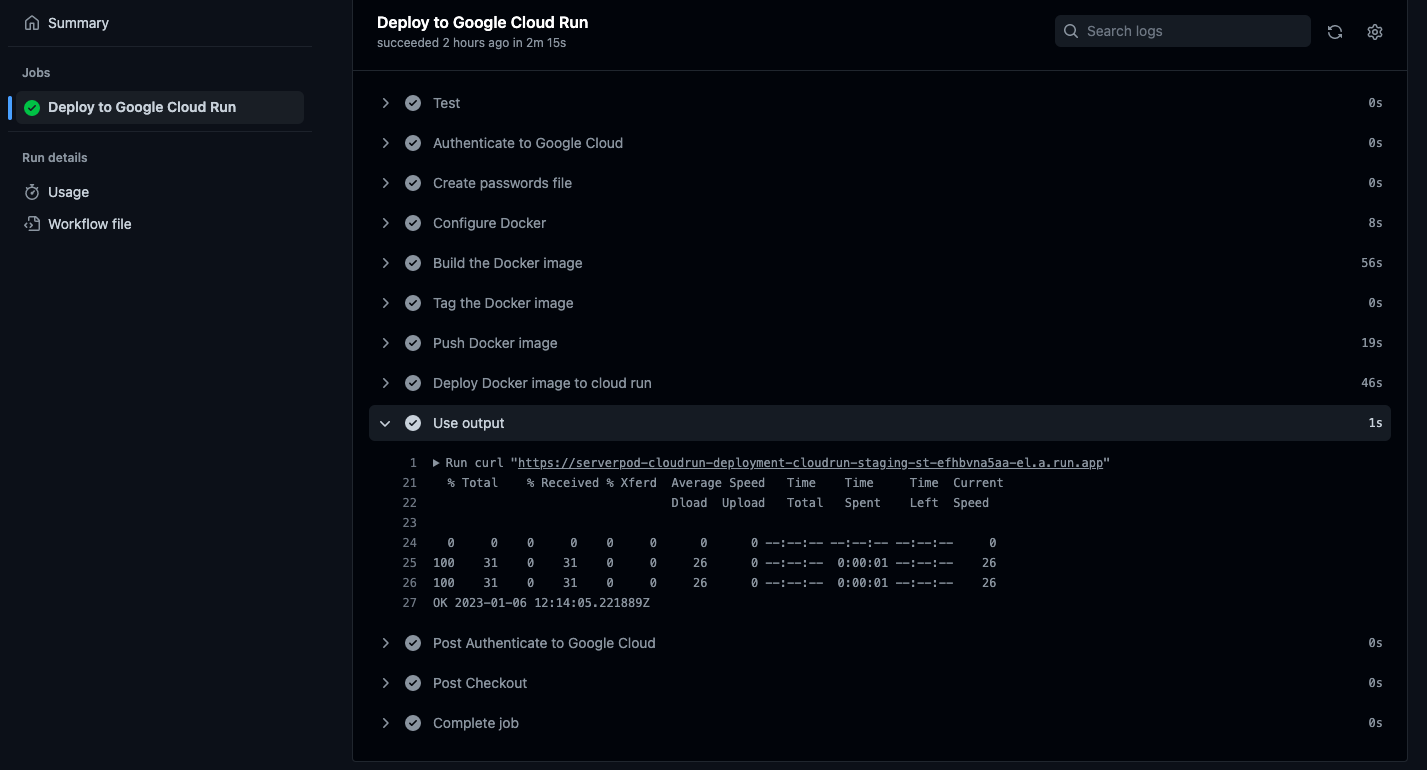 Summary
Jobs
Deploy to Google Cloud Run
Run details
Usage
Workflow file
Deploy to Google Cloud Run
succeeded 2 hours ago in 2m 15s
Search logs
Test 0s
Authenticate to Google Cloud 0s
Create passwords file 0s
Configure Docker 8s
Build the Docker image 56s
Tag the Docker image 0s
Push Docker image 19s
Deploy Docker image to cloud run 46s
Use output 1s
1 Run curl "https://serverpod-cloudrun-deployment-cloudrun-staging-st-efhbvna5aa-el.a.run.app"
21 % Total % Received % Xferd Average Speed Time Time Time Current
22 Dload Upload Total Spent Left Speed
23
24 0 0 0 0 0 0 0 0 --:--:-- --:--:-- --:--:-- 0
25 100 31 0 31 0 0 26 0 --:--:-- 0:00:01 --:--:-- 26
26 100 31 0 31 0 0 26 0 --:--:-- 0:00:01 --:--:-- 26
27 OK 2023-01-06 12:14:05.221889Z
Post Authenticate to Google Cloud 0s
Post Checkout 0s
Complete job 0s